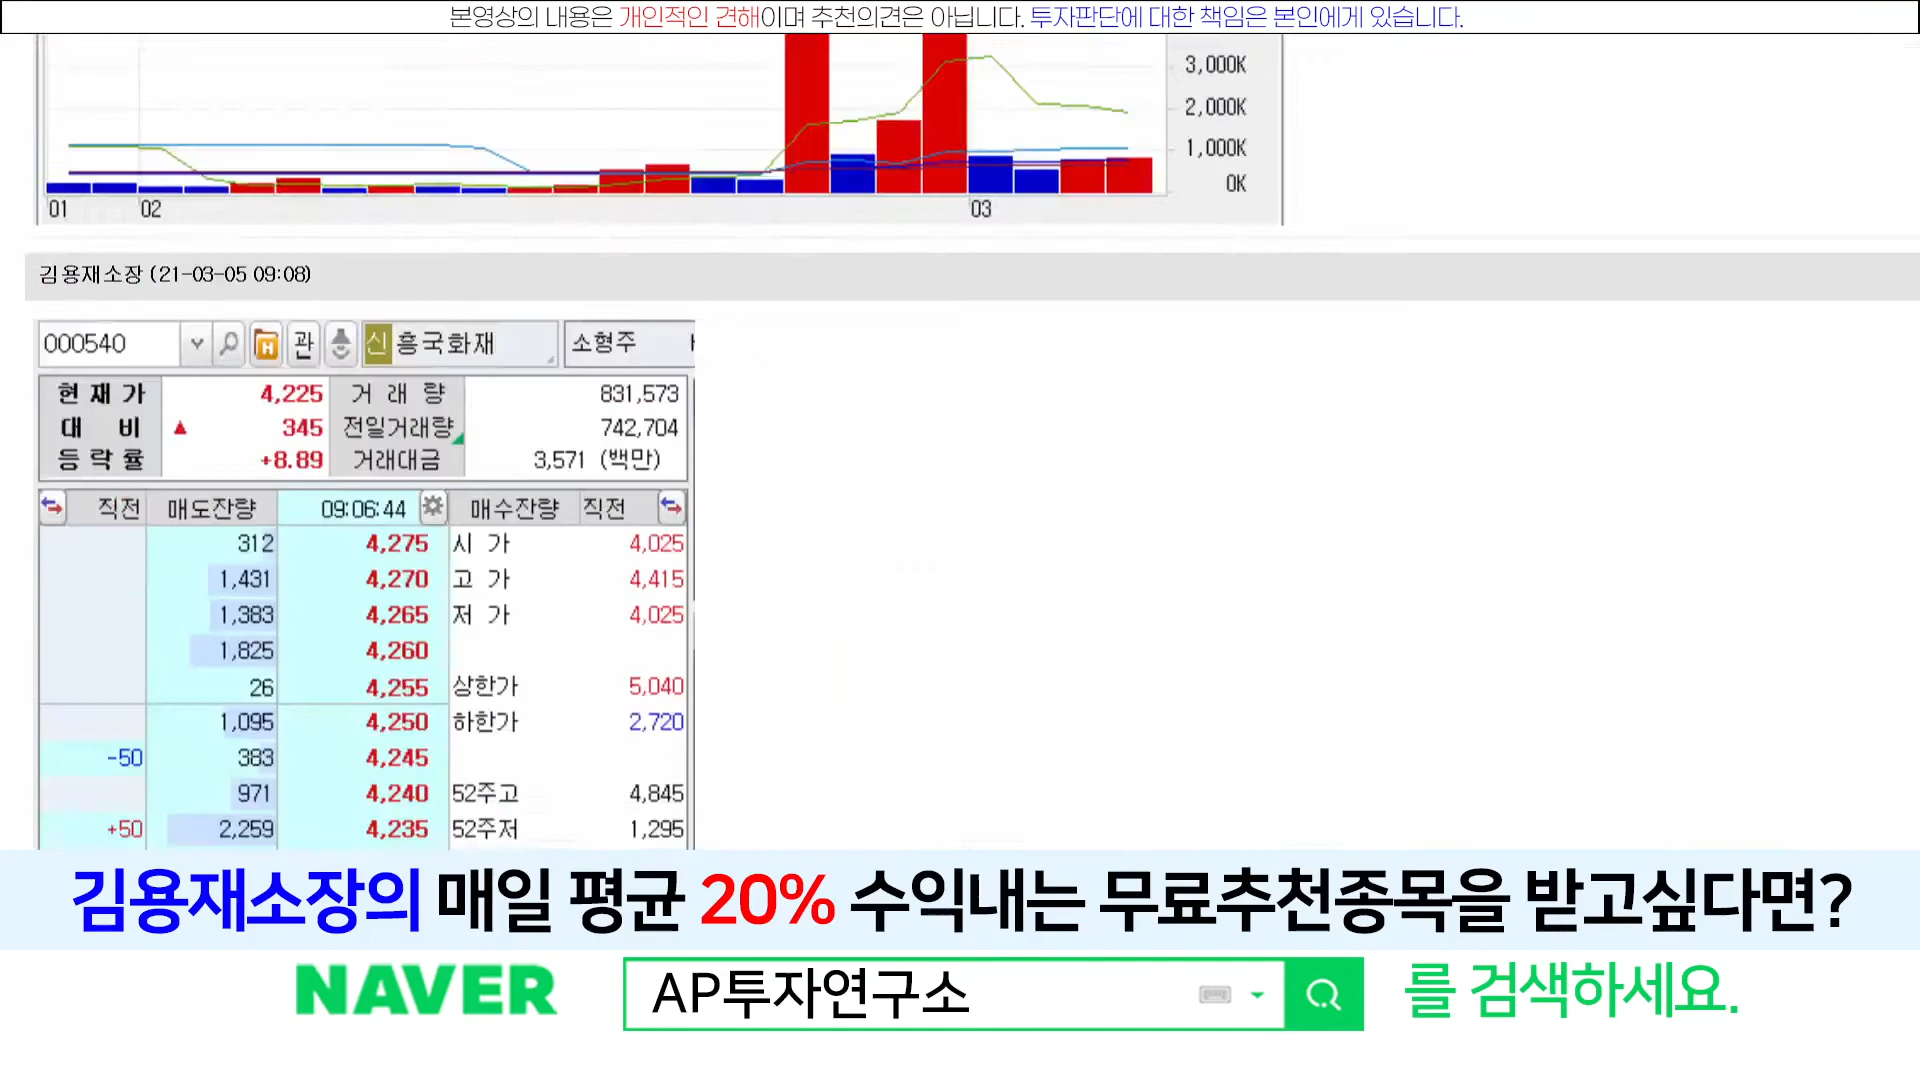 본영상의 내용은 개인적인 견해이며 추천의견은 아닙니다. 투자판단에 대한 책임은 본인에게 있습니다.
3,000K
2,000K
1,000K
0K
01 02 03
김용재소장 (21-03-05 09:08)
000540 관 신 흥국화재 소형주
현재가 4,225 거래량 831,573
대비 ▲ 345 전일거래량 742,704
등락률 +8.89 거래대금 3,571 (백만)
직전 매도잔량 09:06:44 매수잔량 직전
312 4,275 시 가 4,025
1,431 4,270 고 가 4,415
1,383 4,265 저 가 4,025
1,825 4,260
26 4,255 상한가 5,040
1,095 4,250 하한가 2,720
-50 383 4,245
971 4,240 52주고 4,845
+50 2,259 4,235 52주저 1,295
김용재소장의 매일 평균 20% 수익내는 무료추천종목을 받고싶다면?
NAVER AP투자연구소 를 검색하세요.